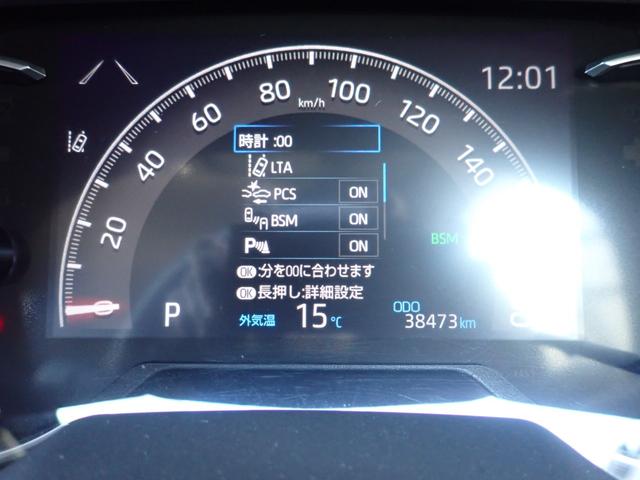 12:01
0
20
40
60
80
100
120
140
km/h
時計 :00
LTA
PCS ON
BSM ON
P ON
OK:分を00に合わせます
OK長押し:詳細設定
BSM
P
外気温 15℃
ODO
38473km